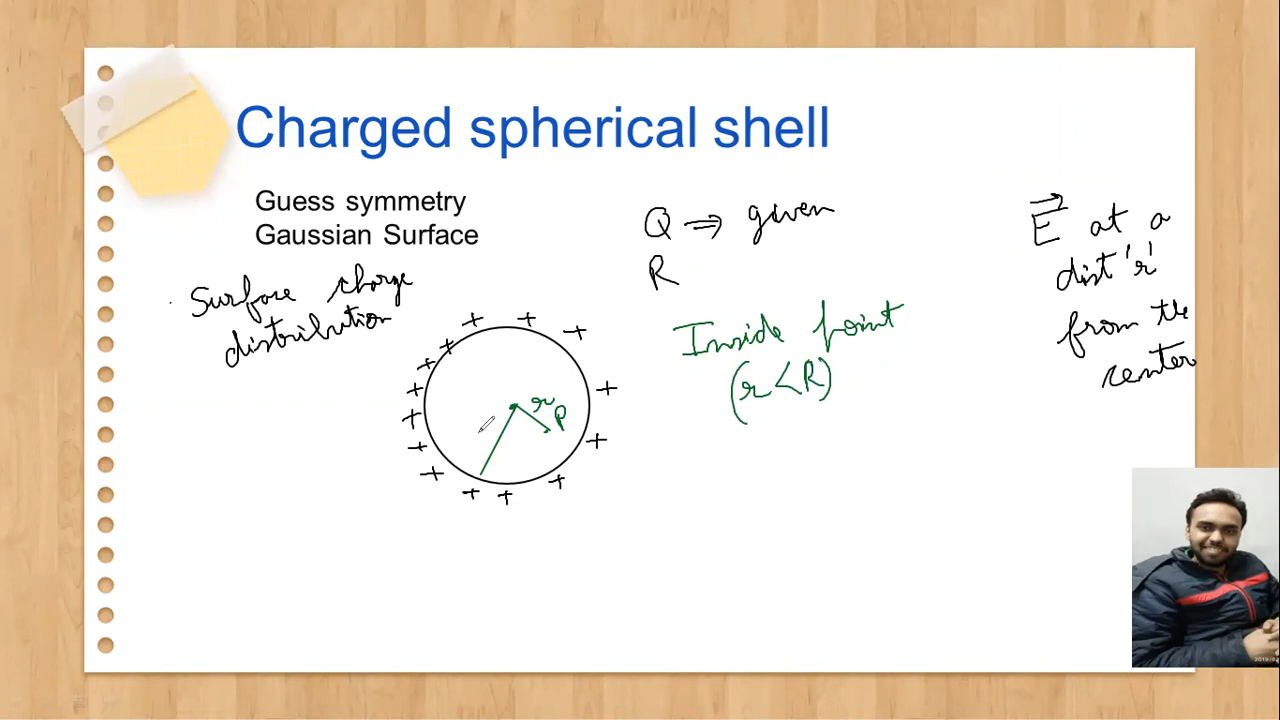 Charged spherical shell
Guess symmetry
Gaussian Surface
Surface charge
distribution
Q ⇒ given
R
Inside point
(r < R)
E⃗ at a
dist 'r'
from the
center
r
P
+ + + + + + + + + + + + + + +